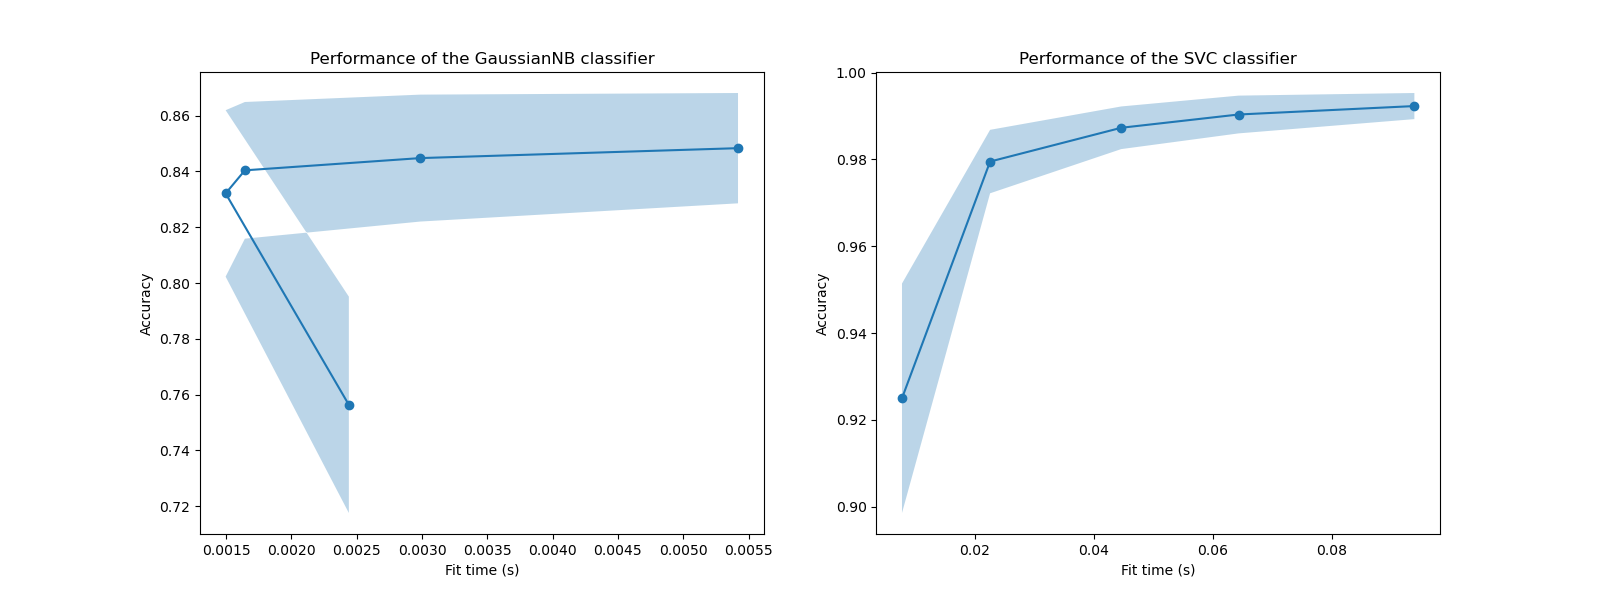 Performance of the GaussianNB classifier
0.86
0.84
0.82
0.80
0.78
0.76
0.74
0.72
Accuracy
0.0015 0.0020 0.0025 0.0030 0.0035 0.0040 0.0045 0.0050 0.0055
Fit time (s)
Performance of the SVC classifier
1.00
0.98
0.96
0.94
0.92
0.90
Accuracy
0.02 0.04 0.06 0.08
Fit time (s)